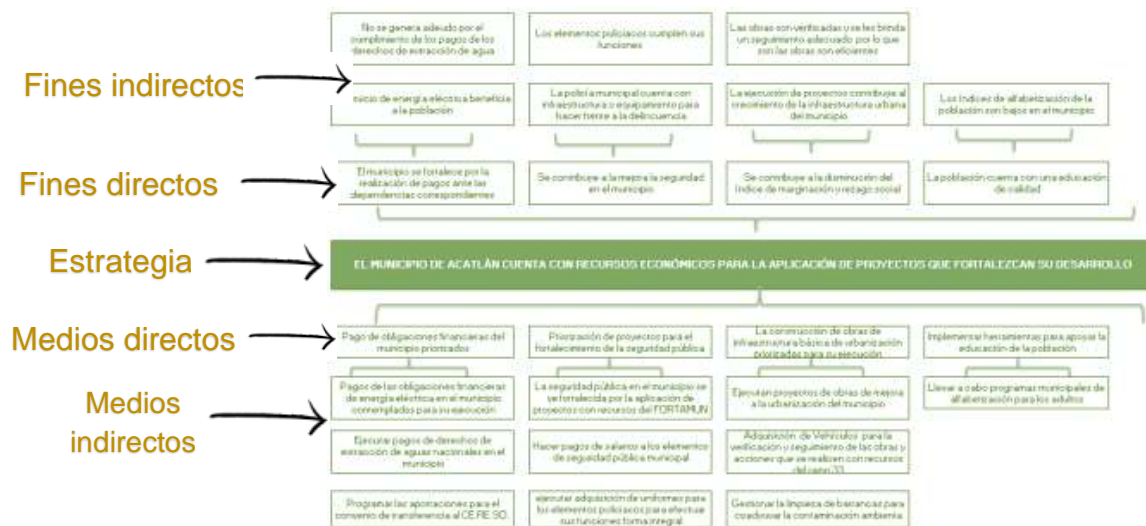 No se genera adeudo por el
cumplimiento de los pagos de los
derechos de extracción de agua
Los elementos policiacos cumplen sus
funciones
Las obras son verificadas y se les brinda
un seguimiento adecuado por lo que
son las obras son eficientes
Fines indirectos
servicio de energía eléctrica beneficia
a la población
La policía municipal cuenta con
infraestructura y equipamiento para
hacer frente a la delincuencia
La ejecución de proyectos contribuye al
crecimiento de la infraestructura urbana
del municipio
Los índices de alfabetización de la
población son bajos en el municipio
Fines directos
El municipio se fortalece por la
realización de pagos ante las
dependencias correspondientes
Se contribuye a la mejora la seguridad
en el municipio
Se contribuye a la disminución del
índice de marginación y rezago social
La población cuenta con una educación
de calidad
Estrategia
EL MUNICIPIO DE ACATLÁN CUENTA CON RECURSOS ECONÓMICOS PARA LA APLICACIÓN DE PROYECTOS QUE FORTALEZCAN SU DESARROLLO
Medios directos
Pago de obligaciones financieras del
municipio priorizados
Priorización de proyectos para el
fortalecimiento de la seguridad pública
La construcción de obras de
infraestructura básica de urbanización
priorizadas para su ejecución
Implementar herramientas para apoyar la
educación de la población
Medios
indirectos
Pagos de las obligaciones financieras
de energía eléctrica en el municipio
contemplados para su ejecución
La seguridad pública en el municipio se
ve fortalecida por la aplicación de
proyectos con recursos del FORTAMUN
Ejecutan proyectos de obras de mejora
a la urbanización del municipio
Llevar a cabo programas municipales de
alfabetización para los adultos
Ejecutar pagos de derechos de
extracción de aguas nacionales en el
municipio
Hacer pagos de salarios a los elementos
de seguridad pública municipal
Adquisición de Vehículos para la
verificación y seguimiento de las obras y
acciones que se realizen con recursos
del ramo 33
Programar las aportaciones para el
convenio de transferencia al
ejecutar adquisición de uniformes para
los elementos policiacos para efectuar
sus funciones forma integral
Gestionar la limpieza de barrancas para
coadyuvar la contaminación ambienta